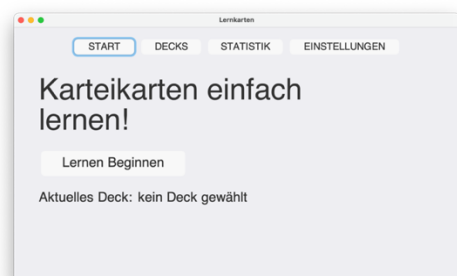 Lernkarten
START DECKS STATISTIK EINSTELLUNGEN
Karteikarten einfach
lernen!
Lernen Beginnen
Aktuelles Deck: kein Deck gewählt